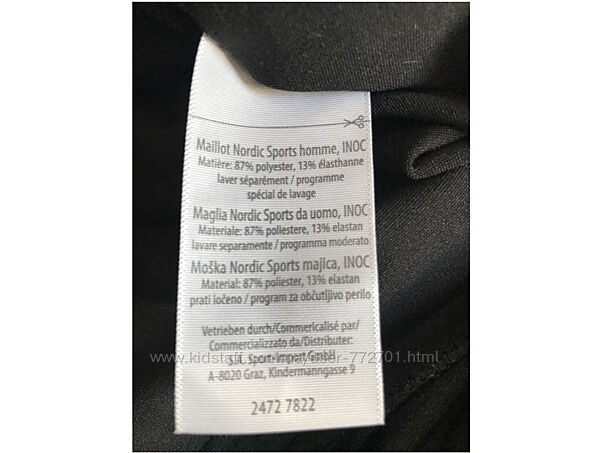 Maillot Nordic Sports homme, INOC
Matière: 87% polyester, 13% élasthanne
laver séparément / programme
spécial de lavage
Maglia Nordic Sports da uomo, INOC
Materiale: 87% poliestere, 13% elastan
lavare separamente / programma moderato
Moška Nordic Sports majica, INOC
Material: 87% poliester, 13% elastan
prati ločeno / program za občutljivo perilo
Vertrieben durch/Commericalisé par/
Commercializzato da/Distributer:
S.A. Sport-Import GmbH
A-8020 Graz, Kindermanngasse 9
2472 7822